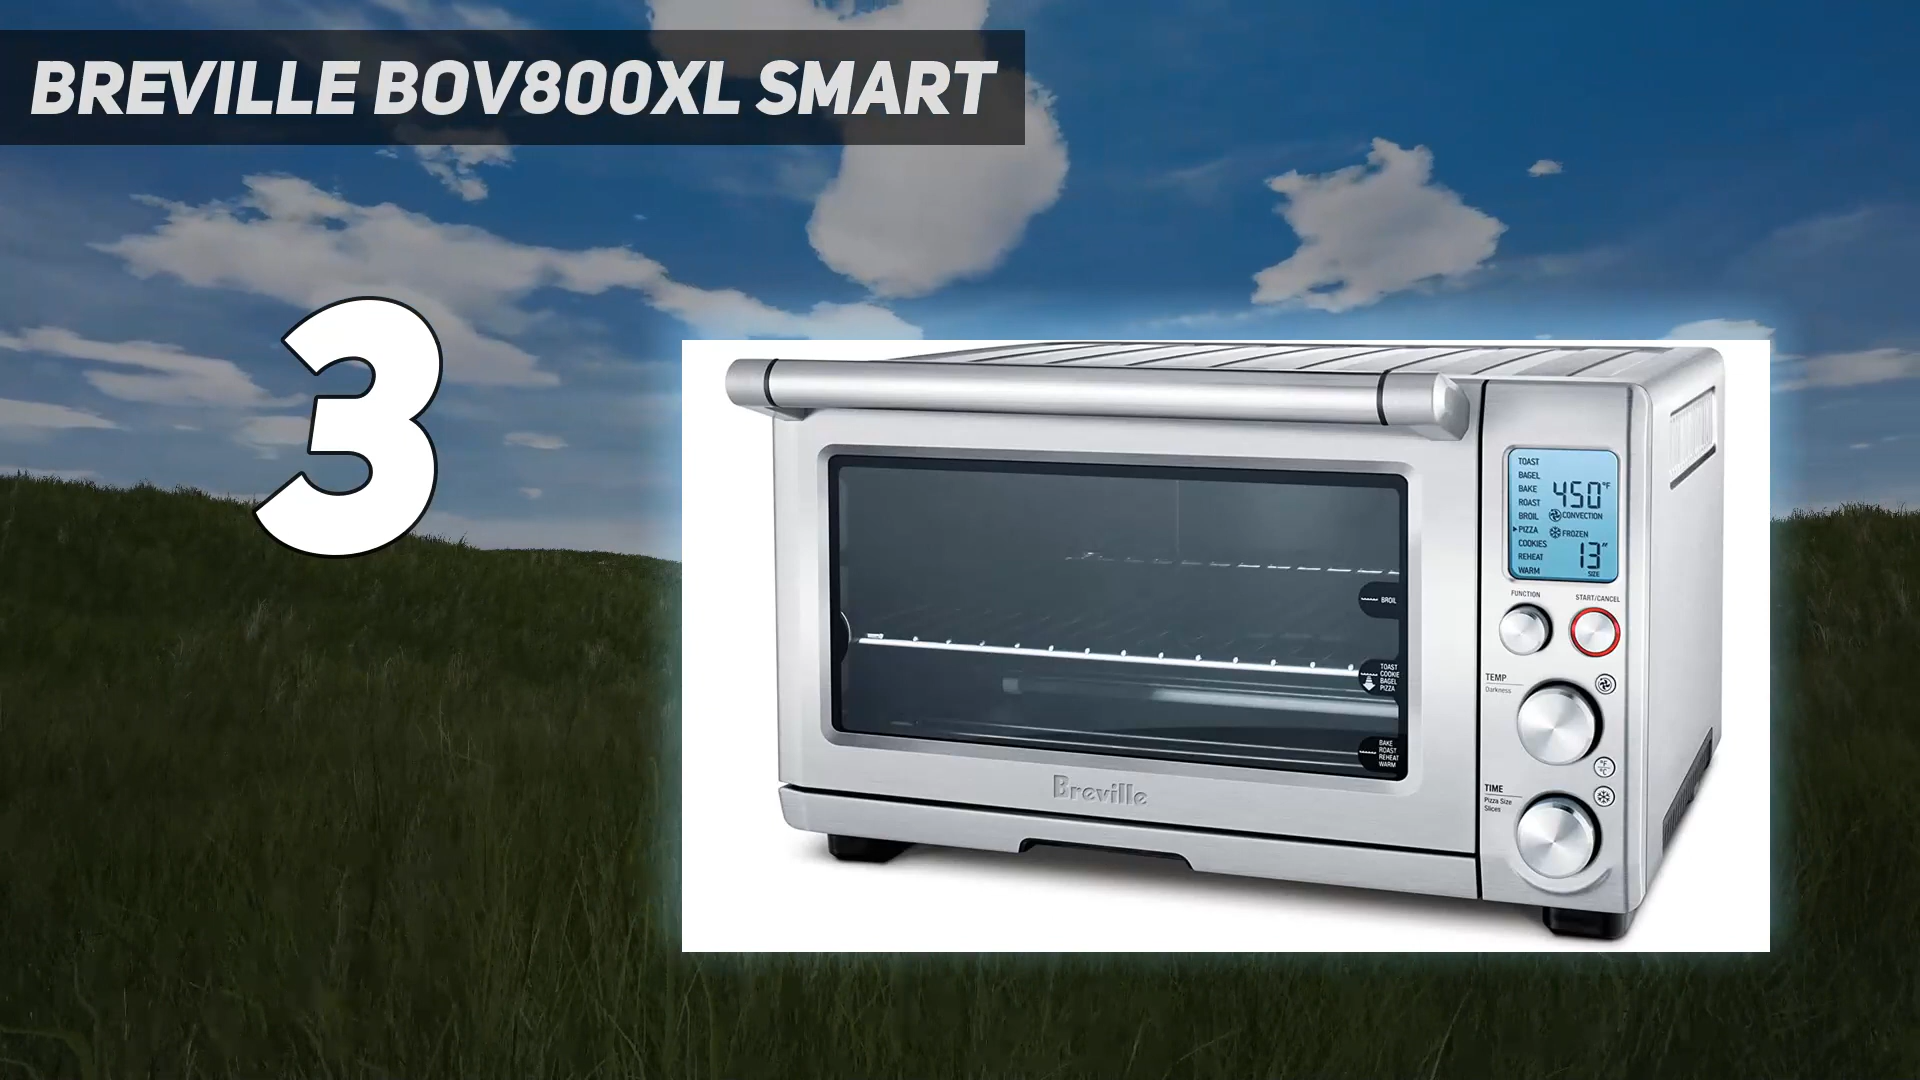 BREVILLE BOV800XL SMART
3
TOAST
BAGEL
BAKE
ROAST
BROIL
PIZZA
COOKIES
REHEAT
WARM
450°F
CONVECTION
FROZEN
13"
SIZE
FUNCTION
START/CANCEL
BROIL
TOAST
COOKIE
BAGEL
PIZZA
TEMP
Darkness
BAKE
ROAST
REHEAT
WARM
°F
°C
TIME
Pizza Size
Slices
Breville